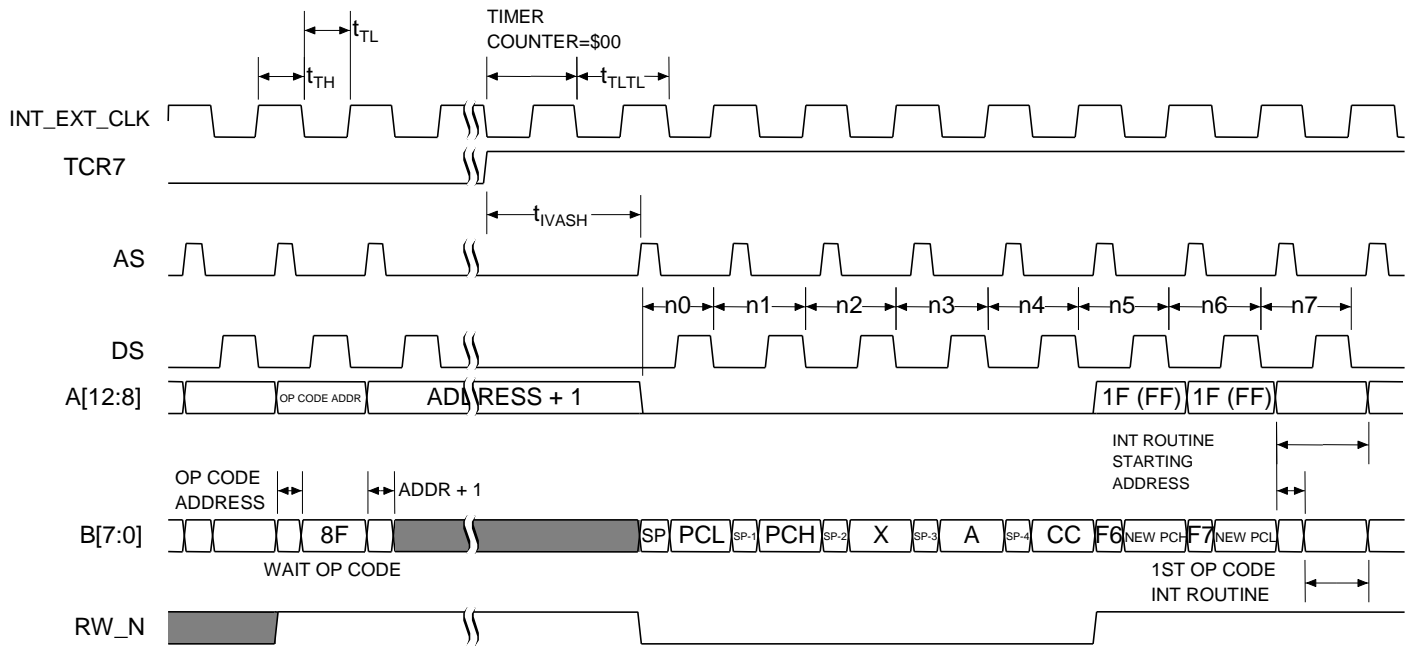 TIMER
COUNTER=$00
tTL
tTH
tTLTL
INT_EXT_CLK
TCR7
tIVASH
AS
n0 n1 n2 n3 n4 n5 n6 n7
DS
A[12:8] OP CODE ADDR ADDRESS + 1 1F (FF) 1F (FF)
INT ROUTINE
STARTING
ADDRESS
OP CODE
ADDRESS
ADDR + 1
B[7:0] 8F SP PCL SP-1 PCH SP-2 X SP-3 A SP-4 CC F6 NEW PCH F7 NEW PCL
WAIT OP CODE
1ST OP CODE
INT ROUTINE
RW_N